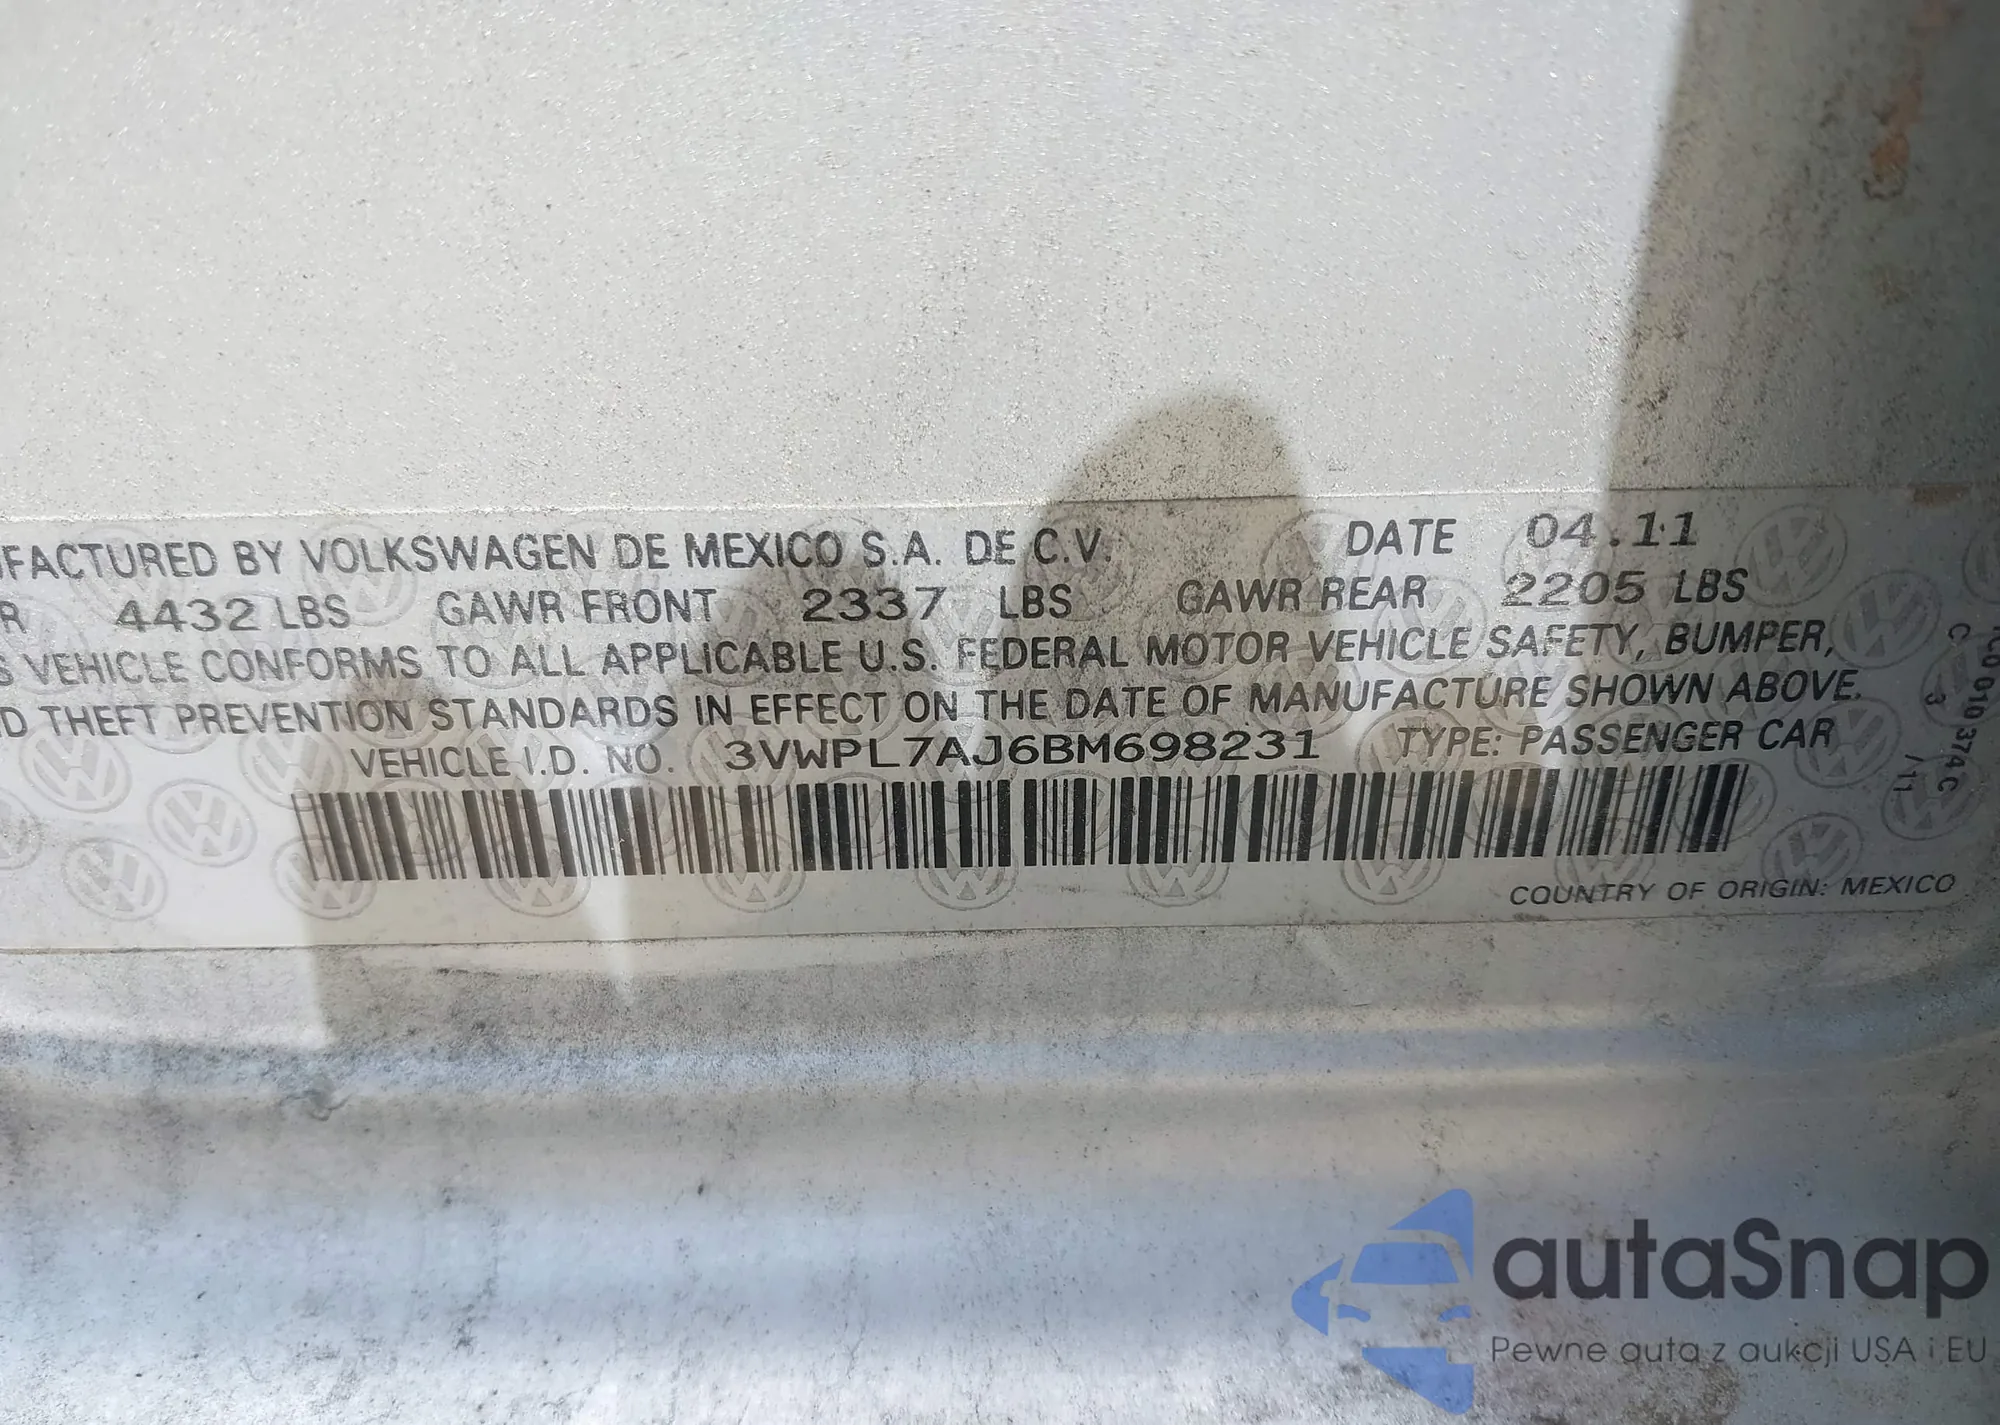 FACTURED BY VOLKSWAGEN DE MEXICO S.A. DE C.V. DATE 04.11
R 4432 LBS GAWR FRONT 2337 LBS GAWR REAR 2205 LBS
S VEHICLE CONFORMS TO ALL APPLICABLE U.S. FEDERAL MOTOR VEHICLE SAFETY, BUMPER,
D THEFT PREVENTION STANDARDS IN EFFECT ON THE DATE OF MANUFACTURE SHOWN ABOVE.
VEHICLE I.D. NO. 3VWPL7AJ6BM698231 TYPE: PASSENGER CAR
COUNTRY OF ORIGIN: MEXICO
autaSnap
Pewne auta z aukcji USA i EU